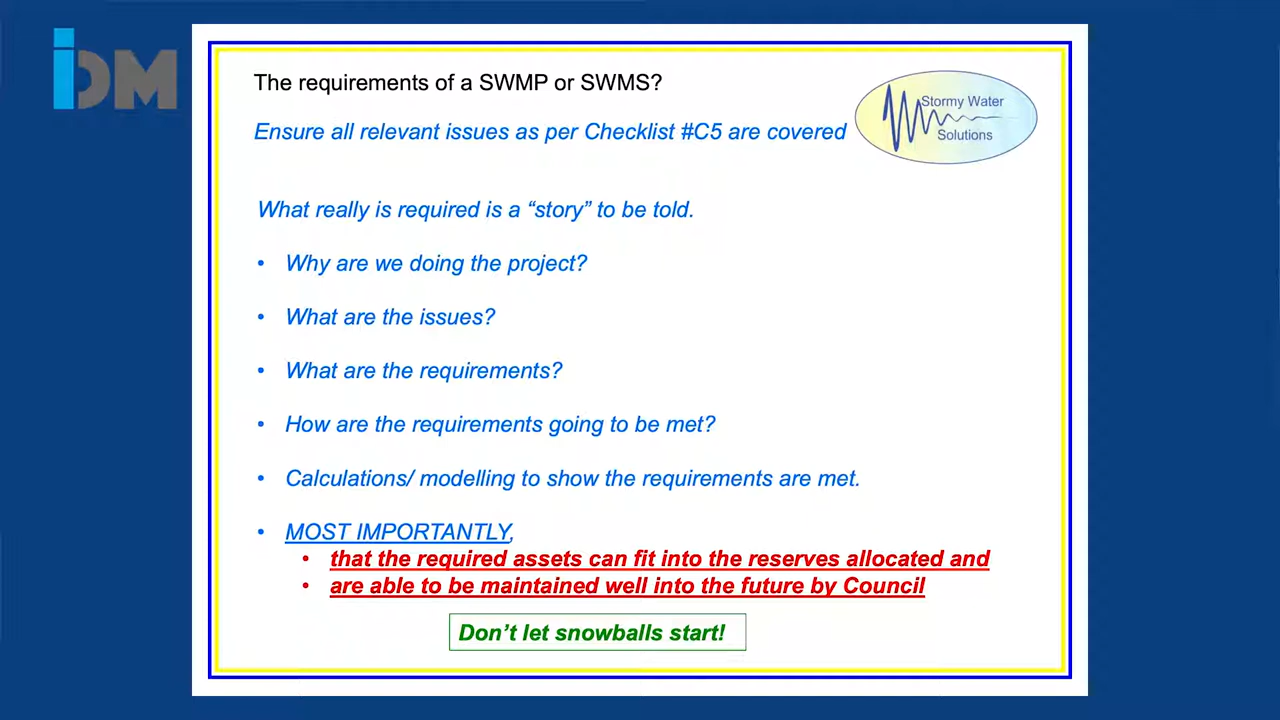 iDM
The requirements of a SWMP or SWMS?
Stormy Water
Solutions
Ensure all relevant issues as per Checklist #C5 are covered
What really is required is a “story” to be told.
• Why are we doing the project?
• What are the issues?
• What are the requirements?
• How are the requirements going to be met?
• Calculations/ modelling to show the requirements are met.
• MOST IMPORTANTLY,
• that the required assets can fit into the reserves allocated and
• are able to be maintained well into the future by Council
Don’t let snowballs start!